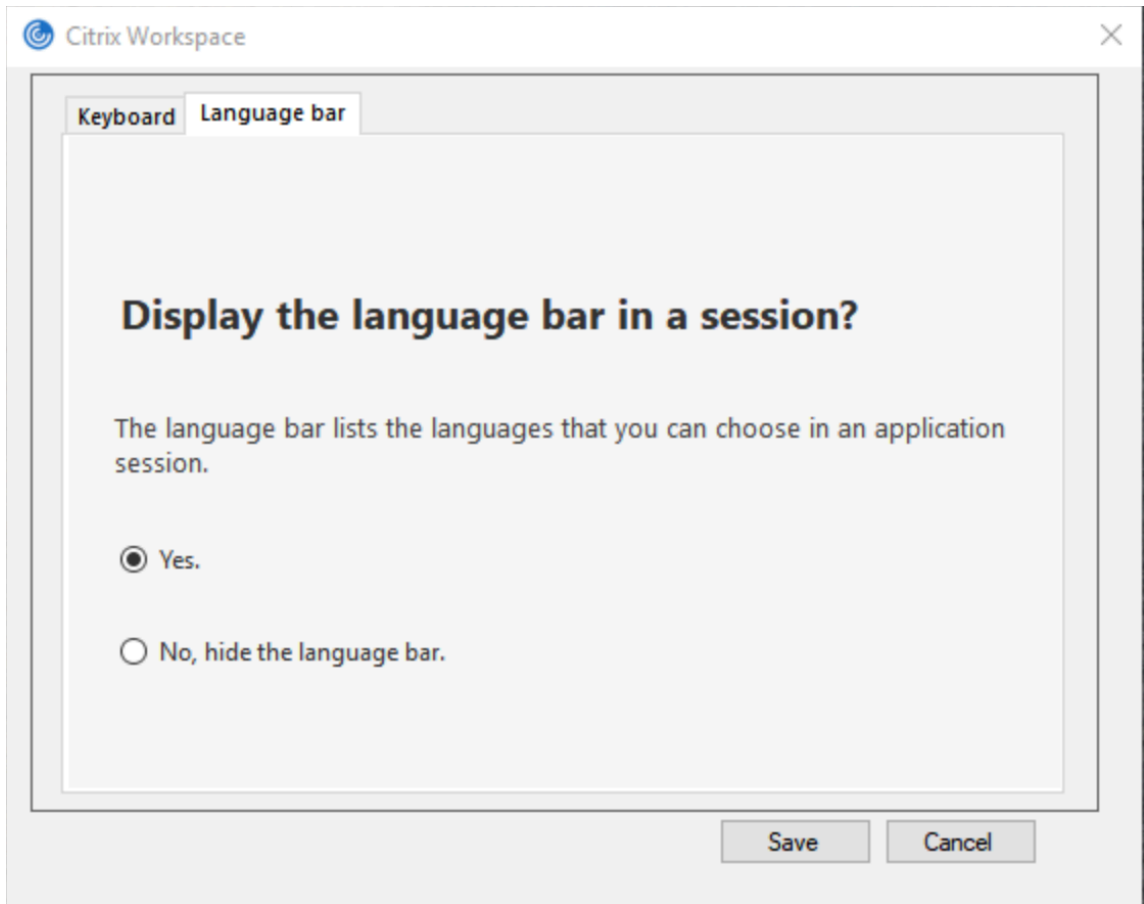 Citrix Workspace
Keyboard
Language bar
Display the language bar in a session?
The language bar lists the languages that you can choose in an application
session.
Yes.
No, hide the language bar.
Save
Cancel